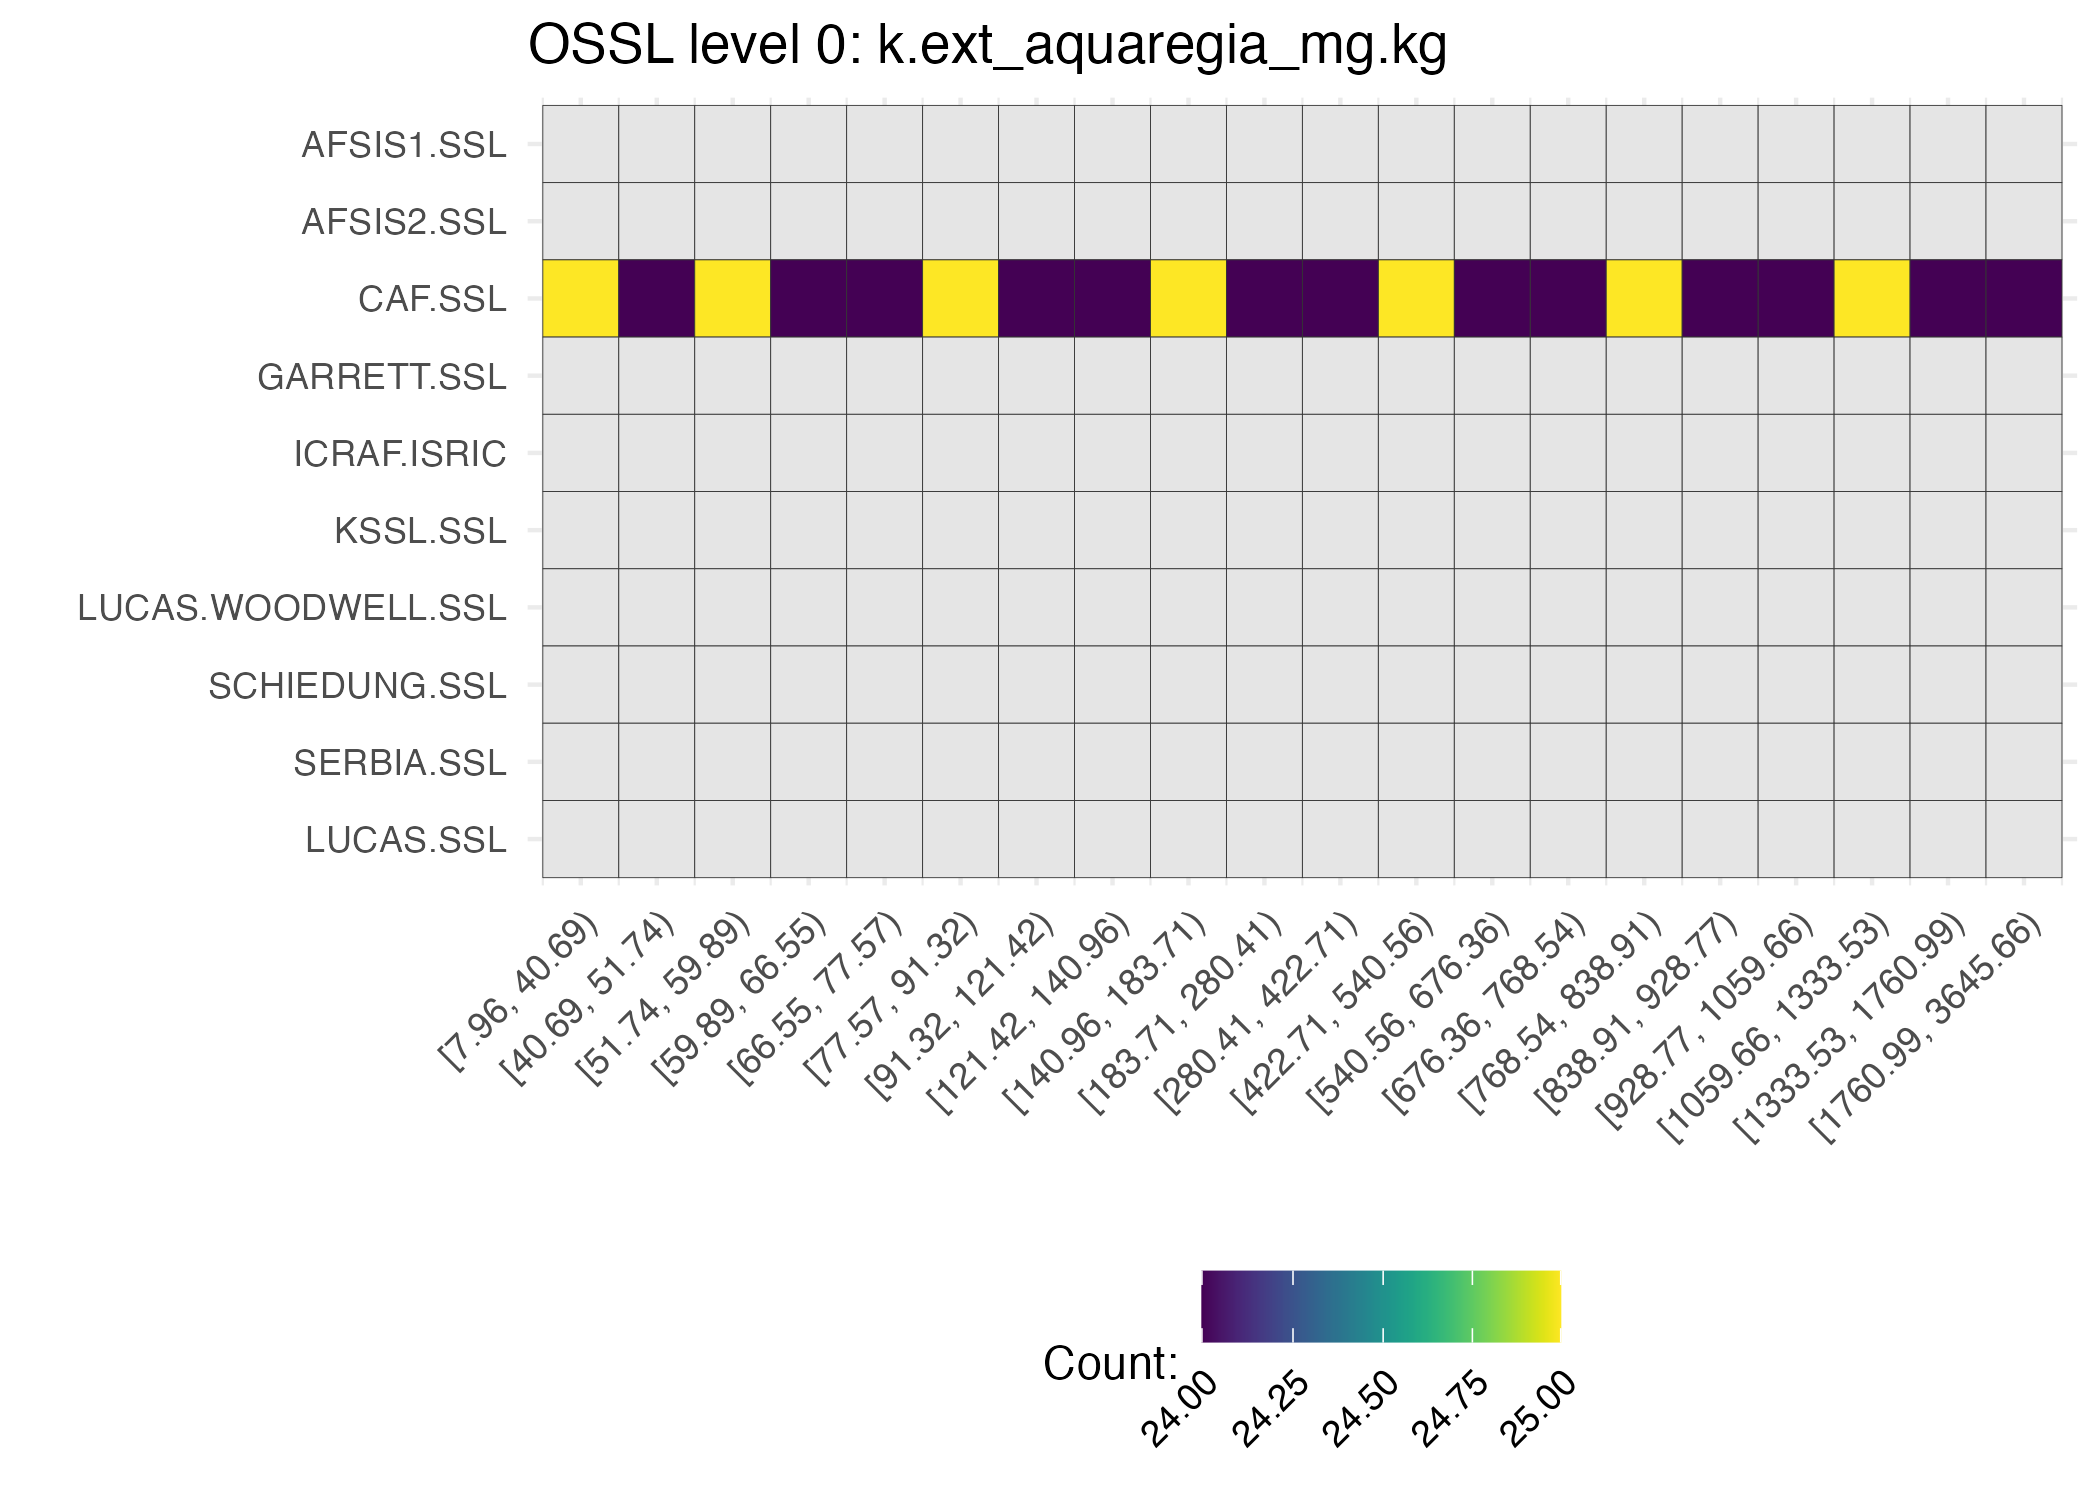 OSSL level 0: k.ext_aquaregia_mg.kg
AFSIS1.SSL
AFSIS2.SSL
CAF.SSL
GARRETT.SSL
ICRAF.ISRIC
KSSL.SSL
LUCAS.WOODWELL.SSL
SCHIEDUNG.SSL
SERBIA.SSL
LUCAS.SSL
[7.96, 40.69)
[40.69, 51.74)
[51.74, 59.89)
[59.89, 66.55)
[66.55, 77.57)
[77.57, 91.32)
[91.32, 121.42)
[121.42, 140.96)
[140.96, 183.71)
[183.71, 280.41)
[280.41, 422.71)
[422.71, 540.56)
[540.56, 676.36)
[676.36, 768.54)
[768.54, 838.91)
[838.91, 928.77)
[928.77, 1059.66)
[1059.66, 1333.53)
[1333.53, 1760.99)
[1760.99, 3645.66)
Count:
24.00
24.25
24.50
24.75
25.00